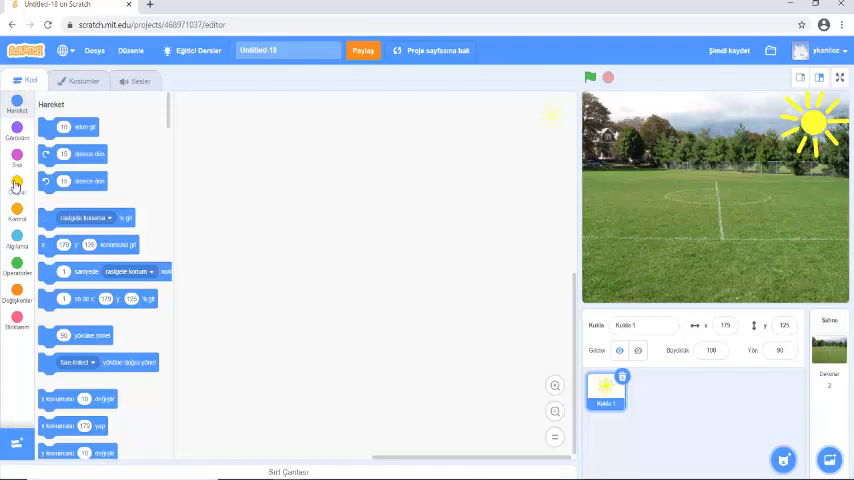 Untitled-18 on Scratch
scratch.mit.edu/projects/468971037/editor
SCRATCH
Dosya
Düzenle
Eğitici Dersler
Untitled-18
Paylaş
Proje sayfasına bak
Şimdi kaydet
ykanlioz
Kod
Kostümler
Sesler
Hareket
Görünüm
Ses
Kontrol
Algılama
Operatörler
Değişkenler
Bloklarım
Hareket
10 adım git
15 derece dön
15 derece dön
rastgele konuma 'e git
x: 179 y: 125 konumuna git
1 saniyede rastgele konum
1 sn de x: 179 y: 125 'a git
90 yönüne yönel
fare imleci yönüne doğru yönel
x konumunu 10 değiştir
x konumunu 179 yap
y konumunu 10 değiştir
Kukla
Kukla 1
x 179
y 125
Göster
Büyüklük 100
Yön 90
Kukla 1
Sahne
Dekorlar
2
Sırt Çantası